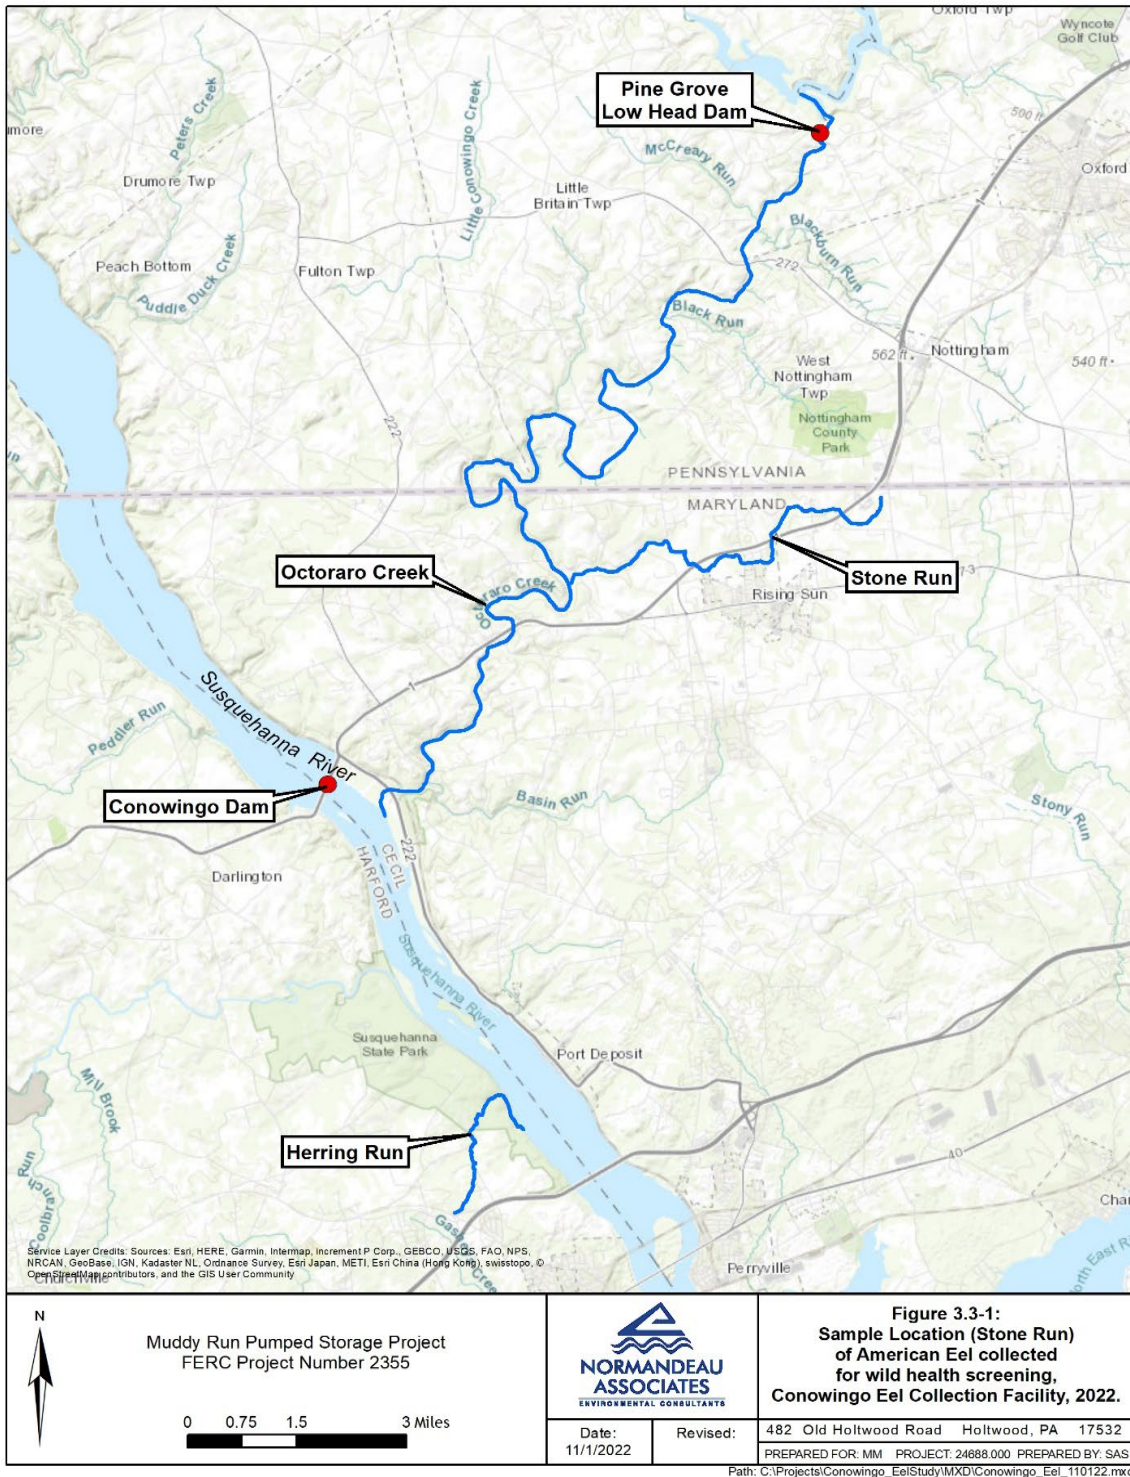 Oxford Twp
Wyncote
Golf Club
Pine Grove
Low Head Dam
500 ft
Peters Creek
Little Conowingo Creek
McCreary Run
Oxford
Drumore Twp
Little
Britain Twp
1
Blackburn Run
Peach Bottom
Fulton Twp
272
Puddle Duck Creek
Black Run
West
Nottingham
Twp
562 ft
Nottingham
540 ft
222
Nottingham
County
Park
PENNSYLVANIA
MARYLAND
Octoraro Creek
Stone Run
Rising Sun
1
Susquehanna River
Peddler Run
Conowingo Dam
Basin Run
Stony Run
222
CECIL
HARFORD
Darlington
Susquehanna River
Susquehanna
State Park
Port Deposit
Mill Brook
Herring Run
40
Perryville
Service Layer Credits: Sources: Esri, HERE, Garmin, Intermap, increment P Corp., GEBCO, USGS, FAO, NPS,
NRCAN, GeoBase, IGN, Kadaster NL, Ordnance Survey, Esri Japan, METI, Esri China (Hong Kong), swisstopo, ©
OpenStreetMap contributors, and the GIS User Community
N
Muddy Run Pumped Storage Project
FERC Project Number 2355
0 0.75 1.5 3 Miles
NORMANDEAU
ASSOCIATES
ENVIRONMENTAL CONSULTANTS
Date:
11/1/2022
Revised:
Figure 3.3-1:
Sample Location (Stone Run)
of American Eel collected
for wild health screening,
Conowingo Eel Collection Facility, 2022.
482 Old Holtwood Road Holtwood, PA 17532
PREPARED FOR: MM PROJECT: 24688.000 PREPARED BY: SAS